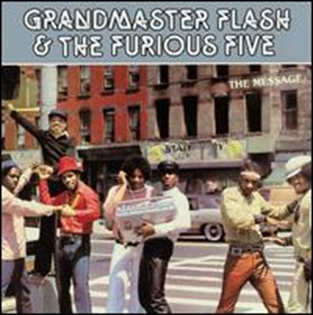 GRANDMASTER FLASH
& THE FURIOUS FIVE
THE MESSAGE